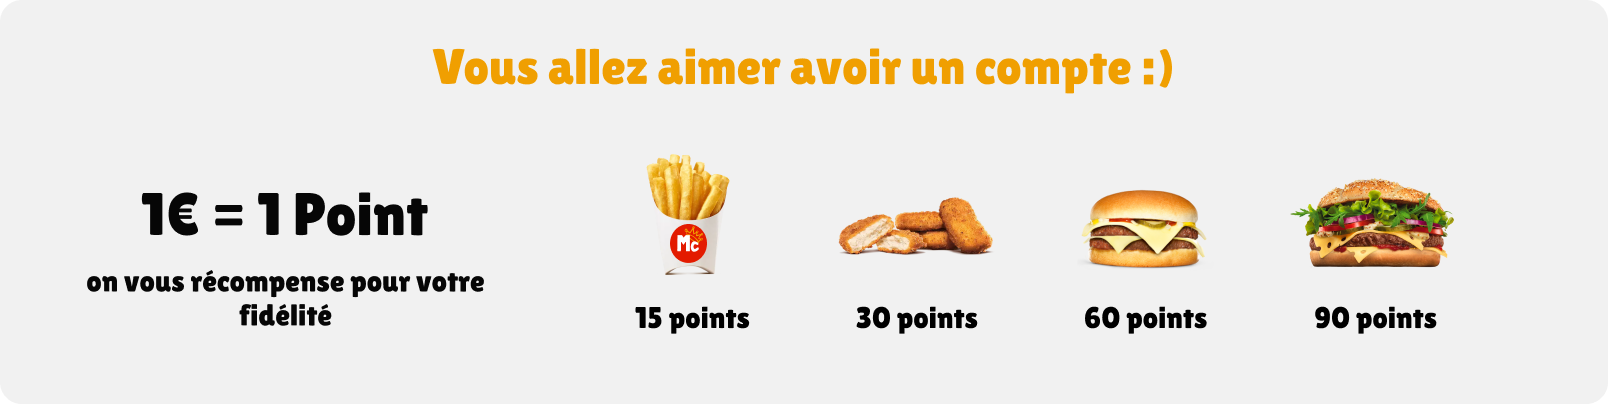 Vous allez aimer avoir un compte :)
1€ = 1 Point
on vous récompense pour votre
fidélité
Mc
15 points
30 points
60 points
90 points